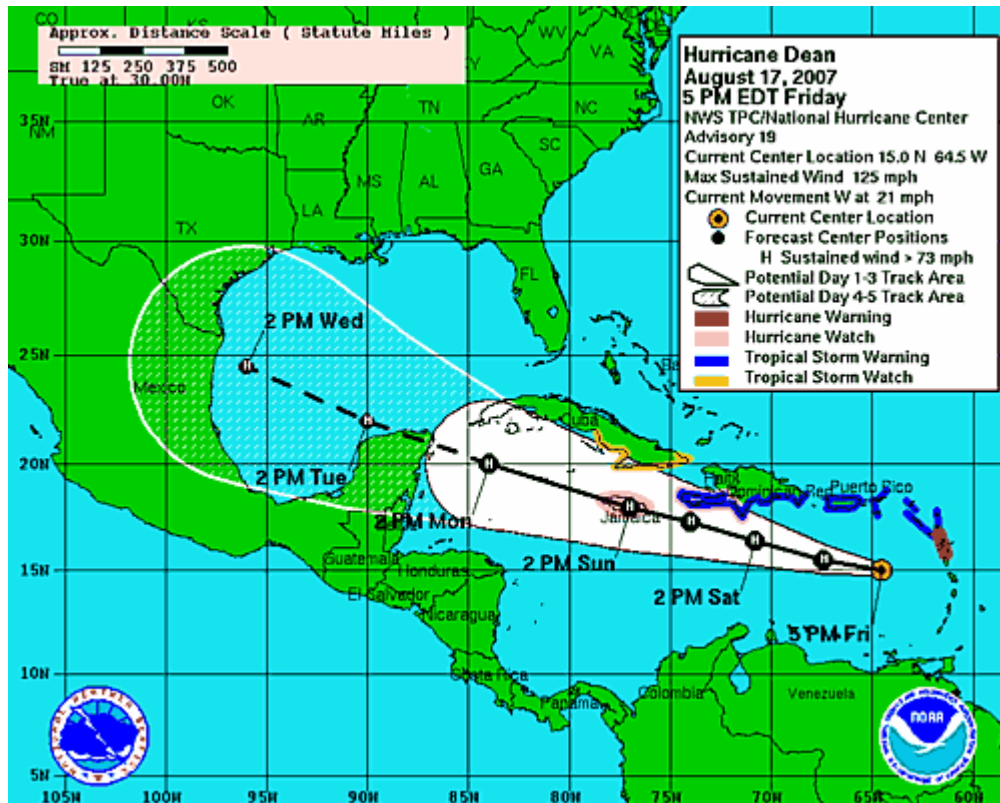 CO
KS
WV
VA
KY
Approx. Distance Scale ( Statute Miles )
SM 125 250 375 500
True at 30.00N
Hurricane Dean
August 17, 2007
5 PM EDT Friday
NWS TPC/National Hurricane Center
Advisory 19
Current Center Location 15.0 N 64.5 W
Max Sustained Wind 125 mph
Current Movement W at 21 mph
Current Center Location
Forecast Center Positions
H Sustained wind > 73 mph
Potential Day 1-3 Track Area
Potential Day 4-5 Track Area
Hurricane Warning
Hurricane Watch
Tropical Storm Warning
Tropical Storm Watch
NM
OK
AR
TN
NC
SC
MS
AL
GA
TX
LA
FL
35N
30N
25N
20N
15N
10N
5N
2 PM Wed
H
Mexico
H
Cuba
2 PM Tue
H
Haiti
Dominican Rep
Puerto Rico
2 PM Mon
H
Jamaica
H
H
H
2 PM Sun
2 PM Sat
5 PM Fri
Guatemala
Honduras
El Salvador
Nicaragua
Costa Rica
Panama
Colombia
Venezuela
NOAA
105W 100W 95W 90W 85W 80W 75W 70W 65W 60W